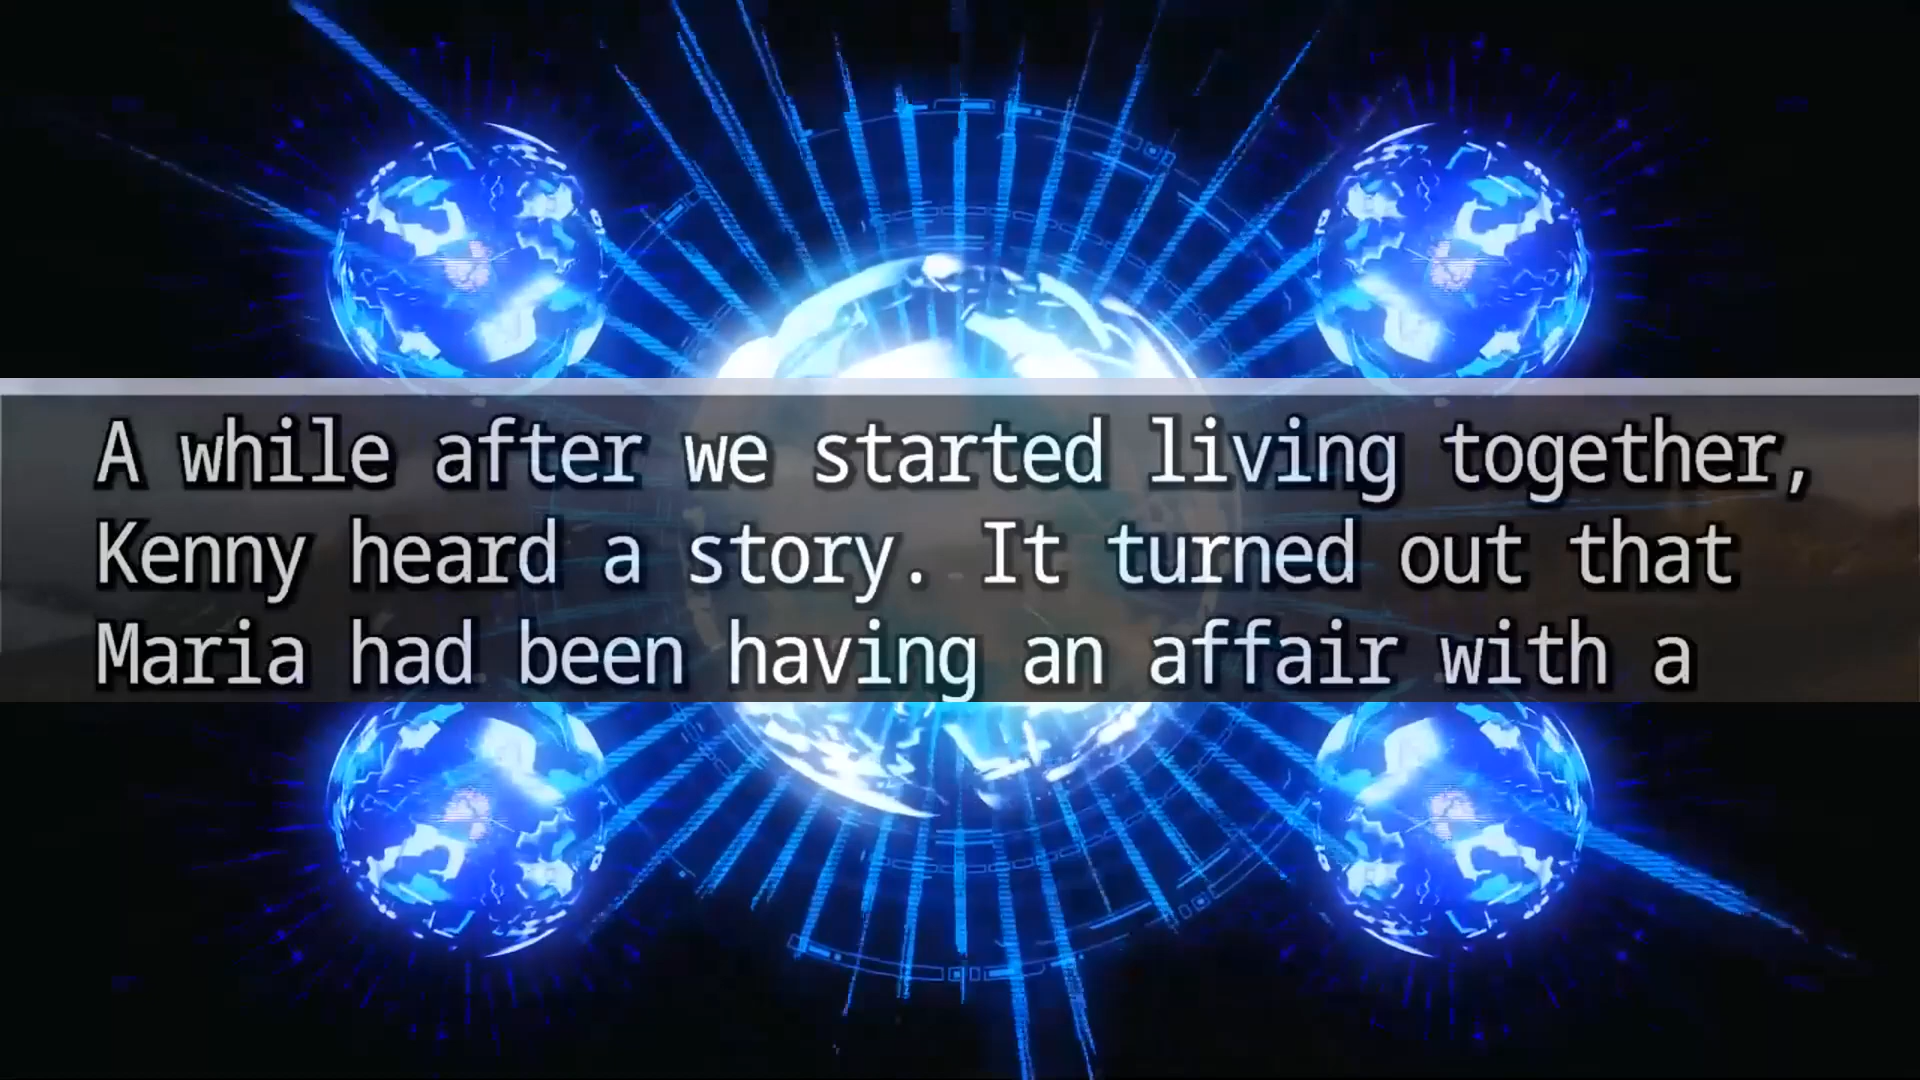 A while after we started living together,
Kenny heard a story. It turned out that
Maria had been having an affair with a